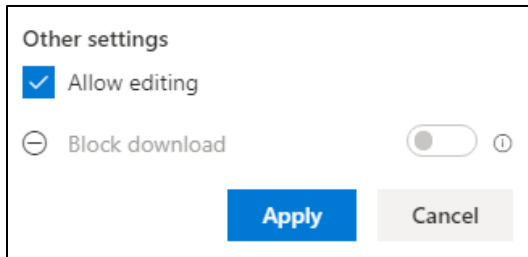 Other settings
Allow editing
Block download
Apply Cancel